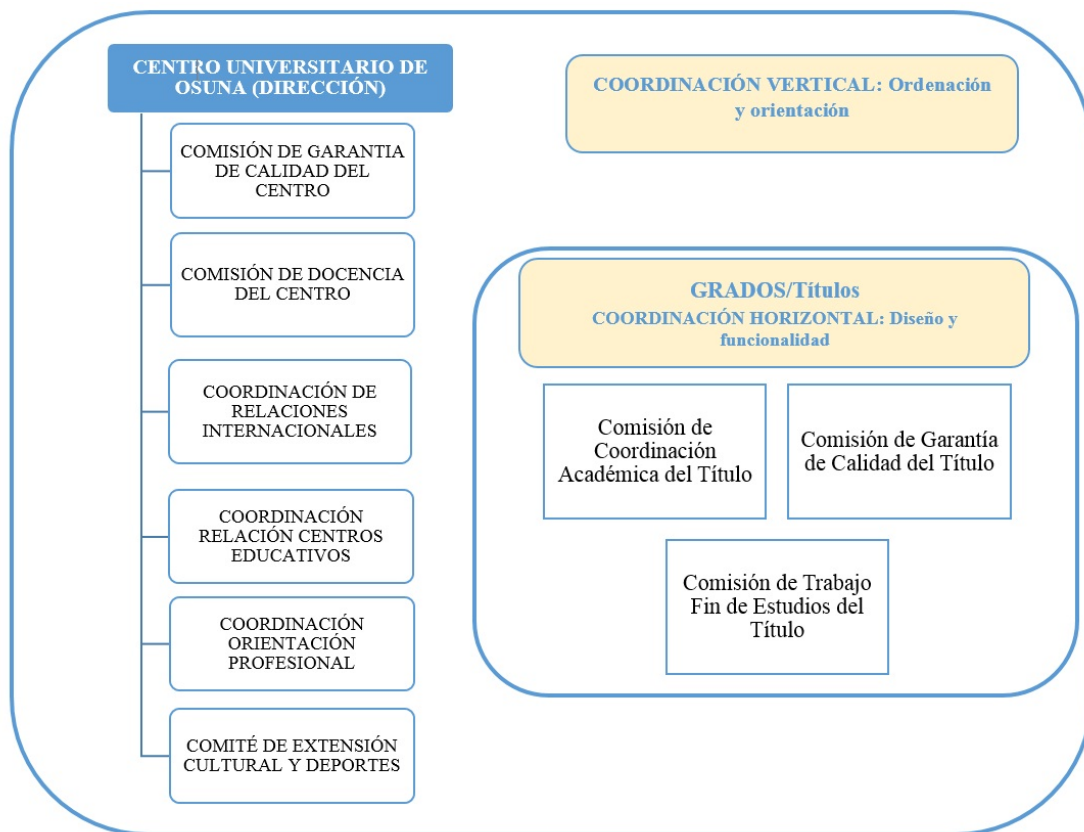 CENTRO UNIVERSITARIO DE
OSUNA (DIRECCIÓN)
COMISIÓN DE GARANTIA
DE CALIDAD DEL
CENTRO
COMISIÓN DE DOCENCIA
DEL CENTRO
COORDINACIÓN DE
RELACIONES
INTERNACIONALES
COORDINACIÓN
RELACIÓN CENTROS
EDUCATIVOS
COORDINACIÓN
ORIENTACIÓN
PROFESIONAL
COMITÉ DE EXTENSIÓN
CULTURAL Y DEPORTES
COORDINACIÓN VERTICAL: Ordenación
y orientación
GRADOS/Títulos
COORDINACIÓN HORIZONTAL: Diseño y
funcionalidad
Comisión de
Coordinación
Académica del Título
Comisión de Garantía
de Calidad del Título
Comisión de Trabajo
Fin de Estudios del
Título